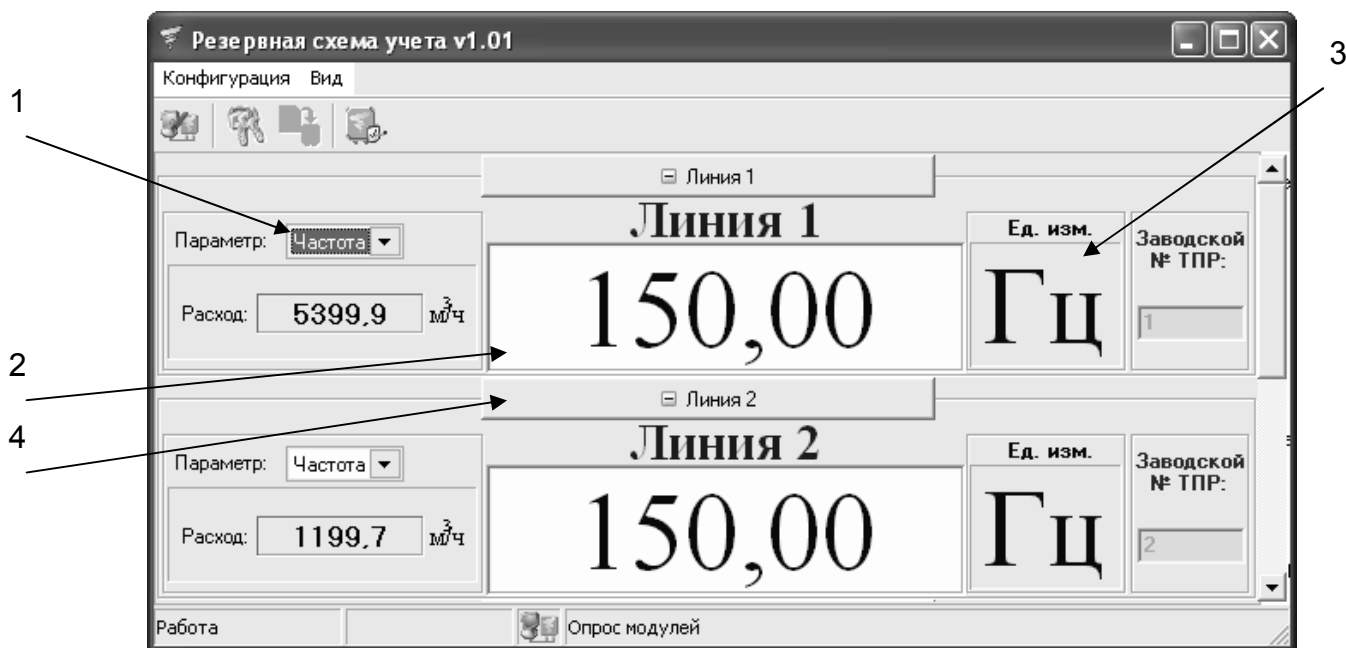 Резервная схема учета v1.01
3
Конфигурация Вид
1
Линия 1
Линия 1
Параметр: Частота
Ед. изм.
Заводской
№ ТПР:
Расход: 5399,9 м³/ч
150,00
Гц
1
2
Линия 2
4
Линия 2
Параметр: Частота
Ед. изм.
Заводской
№ ТПР:
Расход: 1199,7 м³/ч
150,00
Гц
2
Работа
Опрос модулей